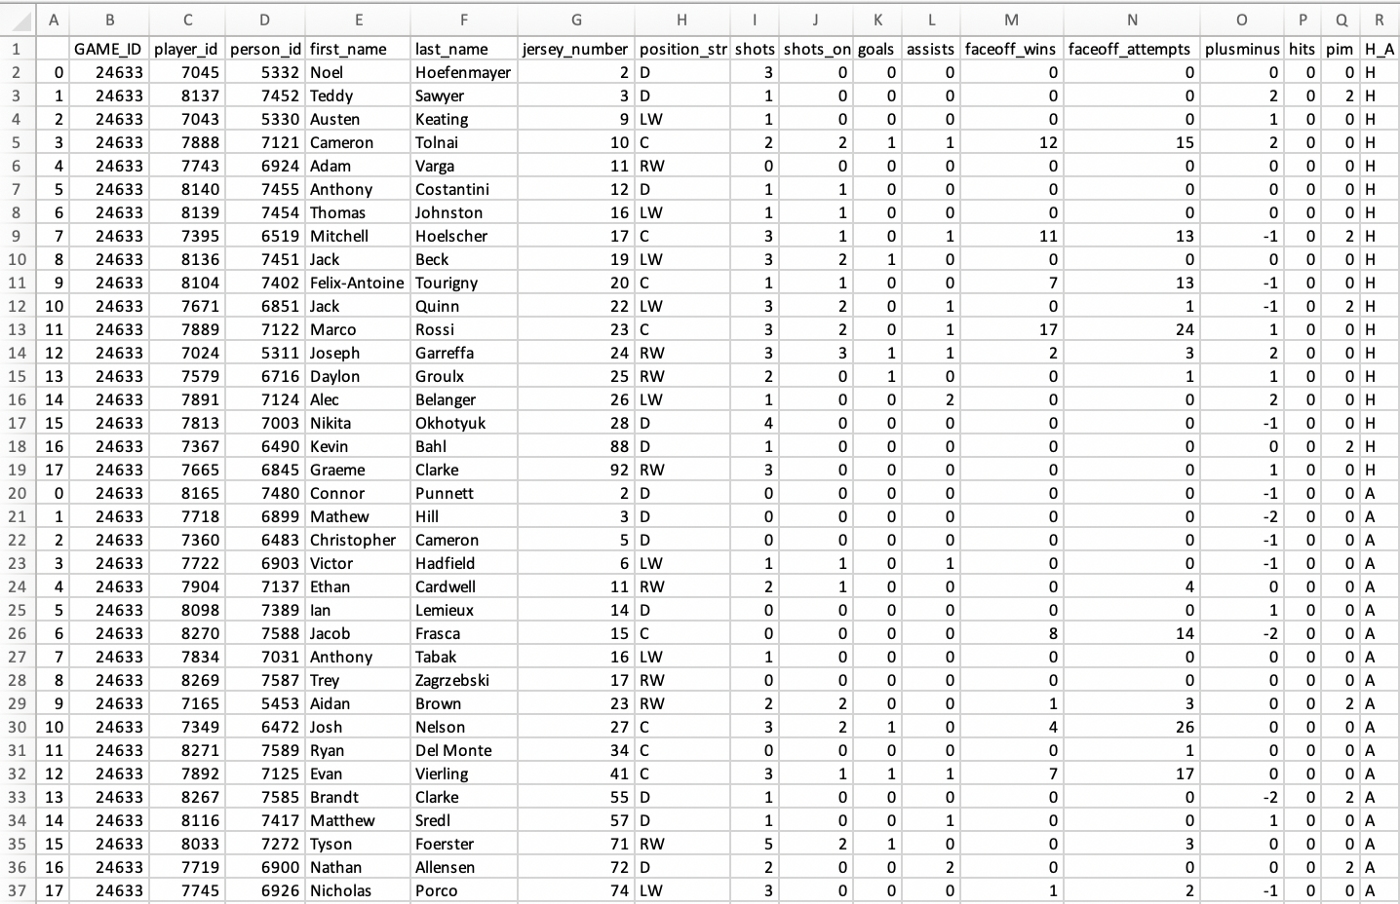 A B C D E F G H I J K L M N O P Q R
1 GAME_ID player_id person_id first_name last_name jersey_number position_str shots shots_on goals assists faceoff_wins faceoff_attempts plusminus hits pim H_A
2 0 24633 7045 5332 Noel Hoefenmayer 2 D 3 0 0 0 0 0 0 0 0 H
3 1 24633 8137 7452 Teddy Sawyer 3 D 1 0 0 0 0 0 2 0 2 H
4 2 24633 7043 5330 Austen Keating 9 LW 1 0 0 0 0 0 1 0 0 H
5 3 24633 7888 7121 Cameron Tolnai 10 C 2 2 1 1 12 15 2 0 0 H
6 4 24633 7743 6924 Adam Varga 11 RW 0 0 0 0 0 0 0 0 0 H
7 5 24633 8140 7455 Anthony Costantini 12 D 1 1 0 0 0 0 0 0 0 H
8 6 24633 8139 7454 Thomas Johnston 16 LW 1 1 0 0 0 0 0 0 0 H
9 7 24633 7395 6519 Mitchell Hoelscher 17 C 3 1 0 1 11 13 -1 0 2 H
10 8 24633 8136 7451 Jack Beck 19 LW 3 2 1 0 0 0 0 0 0 H
11 9 24633 8104 7402 Felix-Antoine Tourigny 20 C 1 1 0 0 7 13 -1 0 0 H
12 10 24633 7671 6851 Jack Quinn 22 LW 3 2 0 1 0 1 -1 0 2 H
13 11 24633 7889 7122 Marco Rossi 23 C 3 2 0 1 17 24 1 0 0 H
14 12 24633 7024 5311 Joseph Garreffa 24 RW 3 3 1 1 2 3 2 0 0 H
15 13 24633 7579 6716 Daylon Groulx 25 RW 2 0 1 0 0 1 1 0 0 H
16 14 24633 7891 7124 Alec Belanger 26 LW 1 0 0 2 0 0 2 0 0 H
17 15 24633 7813 7003 Nikita Okhotyuk 28 D 4 0 0 0 0 0 -1 0 0 H
18 16 24633 7367 6490 Kevin Bahl 88 D 1 0 0 0 0 0 0 0 2 H
19 17 24633 7665 6845 Graeme Clarke 92 RW 3 0 0 0 0 0 1 0 0 H
20 0 24633 8165 7480 Connor Punnett 2 D 0 0 0 0 0 0 -1 0 0 A
21 1 24633 7718 6899 Mathew Hill 3 D 0 0 0 0 0 0 -2 0 0 A
22 2 24633 7360 6483 Christopher Cameron 5 D 0 0 0 0 0 0 -1 0 0 A
23 3 24633 7722 6903 Victor Hadfield 6 LW 1 1 0 1 0 0 -1 0 0 A
24 4 24633 7904 7137 Ethan Cardwell 11 RW 2 1 0 0 0 4 0 0 0 A
25 5 24633 8098 7389 Ian Lemieux 14 D 0 0 0 0 0 0 1 0 0 A
26 6 24633 8270 7588 Jacob Frasca 15 C 0 0 0 0 8 14 -2 0 0 A
27 7 24633 7834 7031 Anthony Tabak 16 LW 1 0 0 0 0 0 0 0 0 A
28 8 24633 8269 7587 Trey Zagrzebski 17 RW 0 0 0 0 0 0 0 0 0 A
29 9 24633 7165 5453 Aidan Brown 23 RW 2 2 0 0 1 3 0 0 2 A
30 10 24633 7349 6472 Josh Nelson 27 C 3 2 1 0 4 26 0 0 0 A
31 11 24633 8271 7589 Ryan Del Monte 34 C 0 0 0 0 0 1 0 0 0 A
32 12 24633 7892 7125 Evan Vierling 41 C 3 1 1 1 7 17 0 0 0 A
33 13 24633 8267 7585 Brandt Clarke 55 D 1 0 0 0 0 0 -2 0 2 A
34 14 24633 8116 7417 Matthew Sredl 57 D 1 0 0 1 0 0 1 0 0 A
35 15 24633 8033 7272 Tyson Foerster 71 RW 5 2 1 0 0 3 0 0 0 A
36 16 24633 7719 6900 Nathan Allensen 72 D 2 0 0 2 0 0 0 0 2 A
37 17 24633 7745 6926 Nicholas Porco 74 LW 3 0 0 0 1 2 -1 0 0 A